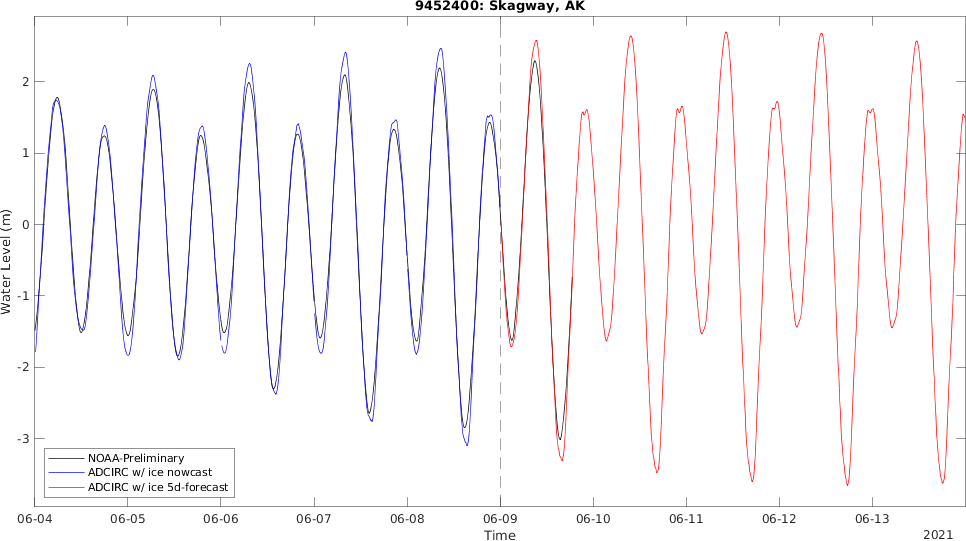 9452400: Skagway, AK
Water Level (m)
2
1
0
-1
-2
-3
NOAA-Preliminary
ADCIRC w/ ice nowcast
ADCIRC w/ ice 5d-forecast
06-04 06-05 06-06 06-07 06-08 06-09 06-10 06-11 06-12 06-13
Time
2021